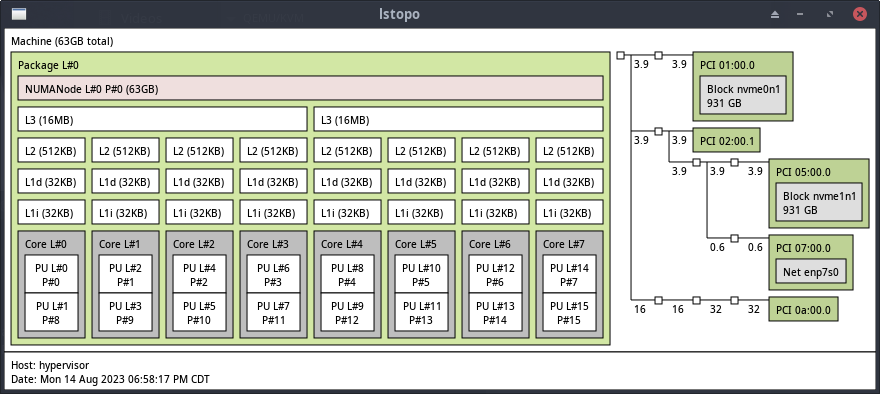 lstopo
Machine (63GB total)
Package L#0
NUMANode L#0 P#0 (63GB)
L3 (16MB) L3 (16MB)
L2 (512KB) L2 (512KB) L2 (512KB) L2 (512KB) L2 (512KB) L2 (512KB) L2 (512KB) L2 (512KB)
L1d (32KB) L1d (32KB) L1d (32KB) L1d (32KB) L1d (32KB) L1d (32KB) L1d (32KB) L1d (32KB)
L1i (32KB) L1i (32KB) L1i (32KB) L1i (32KB) L1i (32KB) L1i (32KB) L1i (32KB) L1i (32KB)
Core L#0 Core L#1 Core L#2 Core L#3 Core L#4 Core L#5 Core L#6 Core L#7
PU L#0 PU L#2 PU L#4 PU L#6 PU L#8 PU L#10 PU L#12 PU L#14
P#0 P#1 P#2 P#3 P#4 P#5 P#6 P#7
PU L#1 PU L#3 PU L#5 PU L#7 PU L#9 PU L#11 PU L#13 PU L#15
P#8 P#9 P#10 P#11 P#12 P#13 P#14 P#15
3.9 3.9 PCI 01:00.0
Block nvme0n1
931 GB
3.9 3.9 PCI 02:00.1
3.9 3.9 3.9 PCI 05:00.0
Block nvme1n1
931 GB
0.6 0.6 PCI 07:00.0
Net enp7s0
16 16 32 32 PCI 0a:00.0
Host: hypervisor
Date: Mon 14 Aug 2023 06:58:17 PM CDT